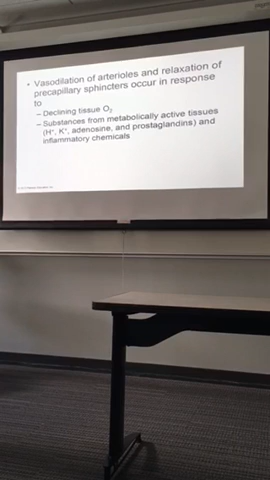 • Vasodilation of arterioles and relaxation of
precapillary sphincters occur in response
to
– Declining tissue O₂
– Substances from metabolically active tissues
(H⁺, K⁺, adenosine, and prostaglandins) and
inflammatory chemicals